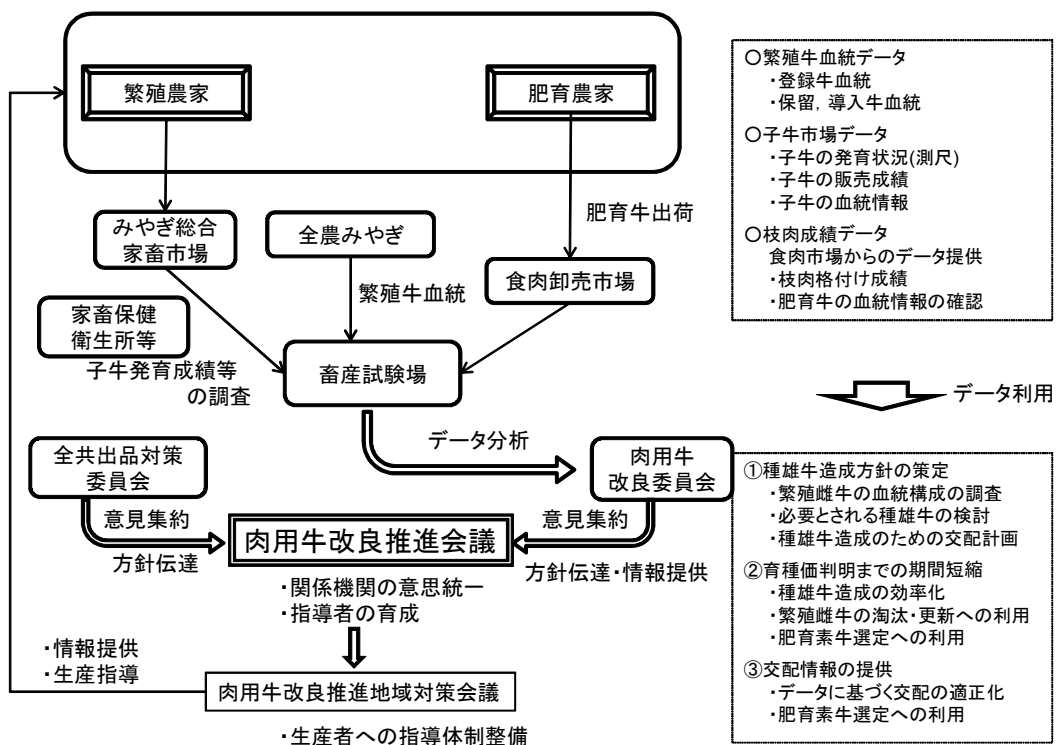 繁殖農家
肥育農家
みやぎ総合
家畜市場
全農みやぎ
肥育牛出荷
食肉卸売市場
繁殖牛血統
家畜保健
衛生所等
子牛発育成績等
の調査
畜産試験場
データ分析
全共出品対策
委員会
肉用牛
改良委員会
意見集約
方針伝達
肉用牛改良推進会議
意見集約
方針伝達・情報提供
・関係機関の意思統一
・指導者の育成
・情報提供
・生産指導
肉用牛改良推進地域対策会議
・生産者への指導体制整備
○繁殖牛血統データ
・登録牛血統
・保留，導入牛血統
○子牛市場データ
・子牛の発育状況(測尺)
・子牛の販売成績
・子牛の血統情報
○枝肉成績データ
食肉市場からのデータ提供
・枝肉格付け成績
・肥育牛の血統情報の確認
データ利用
①種雄牛造成方針の策定
・繁殖雌牛の血統構成の調査
・必要とされる種雄牛の検討
・種雄牛造成のための交配計画
②育種価判明までの期間短縮
・種雄牛造成の効率化
・繁殖雌牛の淘汰・更新への利用
・肥育素牛選定への利用
③交配情報の提供
・データに基づく交配の適正化
・肥育素牛選定への利用